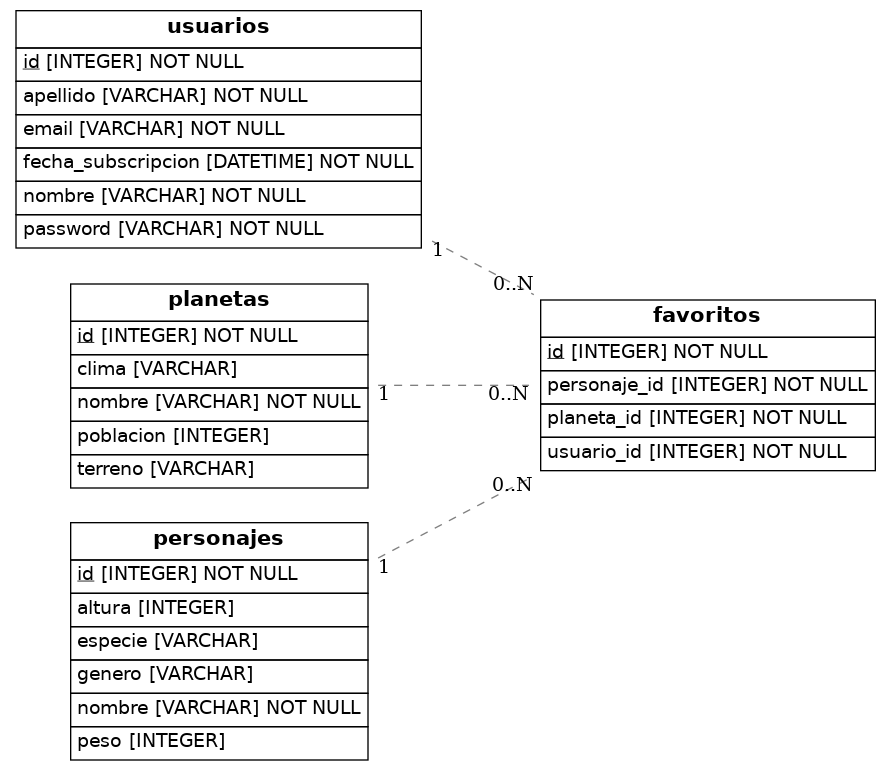 usuarios
id [INTEGER] NOT NULL
apellido [VARCHAR] NOT NULL
email [VARCHAR] NOT NULL
fecha_subscripcion [DATETIME] NOT NULL
nombre [VARCHAR] NOT NULL
password [VARCHAR] NOT NULL
1
0..N
planetas
id [INTEGER] NOT NULL
clima [VARCHAR]
nombre [VARCHAR] NOT NULL
poblacion [INTEGER]
terreno [VARCHAR]
1
0..N
favoritos
id [INTEGER] NOT NULL
personaje_id [INTEGER] NOT NULL
planeta_id [INTEGER] NOT NULL
usuario_id [INTEGER] NOT NULL
0..N
1
personajes
id [INTEGER] NOT NULL
altura [INTEGER]
especie [VARCHAR]
genero [VARCHAR]
nombre [VARCHAR] NOT NULL
peso [INTEGER]